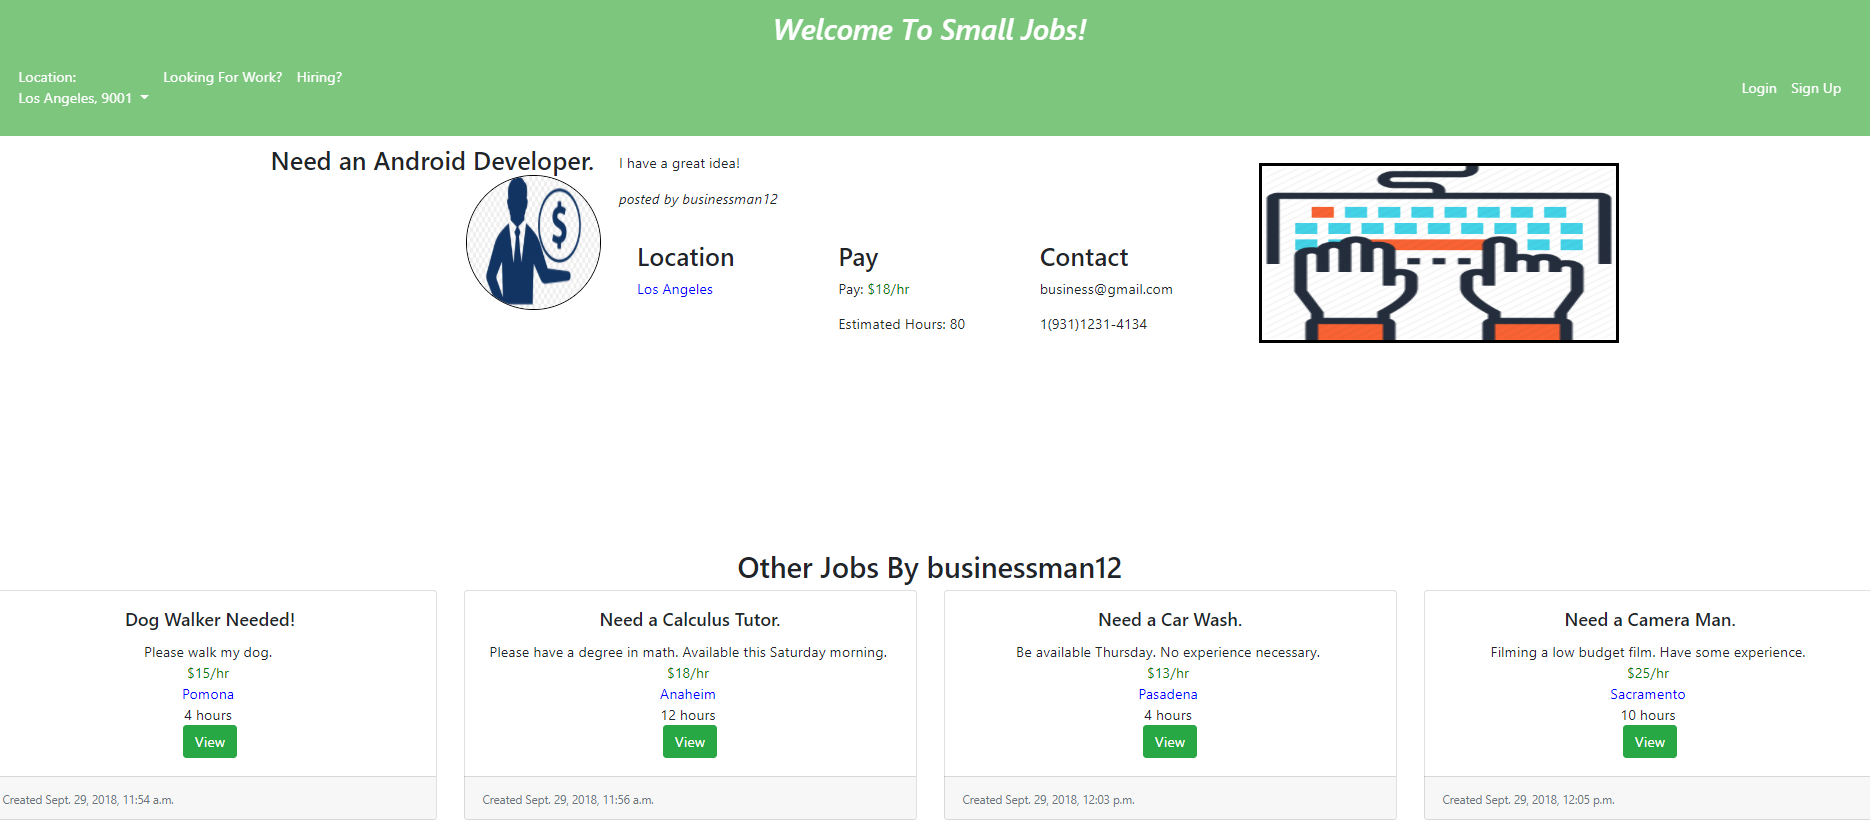 Welcome To Small Jobs!
Location:
Los Angeles, 9001
Looking For Work?
Hiring?
Login
Sign Up
Need an Android Developer.
I have a great idea!
posted by businessman12
$
Location
Los Angeles
Pay
Pay: $18/hr
Estimated Hours: 80
Contact
business@gmail.com
1(931)1231-4134
Other Jobs By businessman12
Dog Walker Needed!
Please walk my dog.
$15/hr
Pomona
4 hours
View
Created Sept. 29, 2018, 11:54 a.m.
Need a Calculus Tutor.
Please have a degree in math. Available this Saturday morning.
$18/hr
Anaheim
12 hours
View
Created Sept. 29, 2018, 11:56 a.m.
Need a Car Wash.
Be available Thursday. No experience necessary.
$13/hr
Pasadena
4 hours
View
Created Sept. 29, 2018, 12:03 p.m.
Need a Camera Man.
Filming a low budget film. Have some experience.
$25/hr
Sacramento
10 hours
View
Created Sept. 29, 2018, 12:05 p.m.